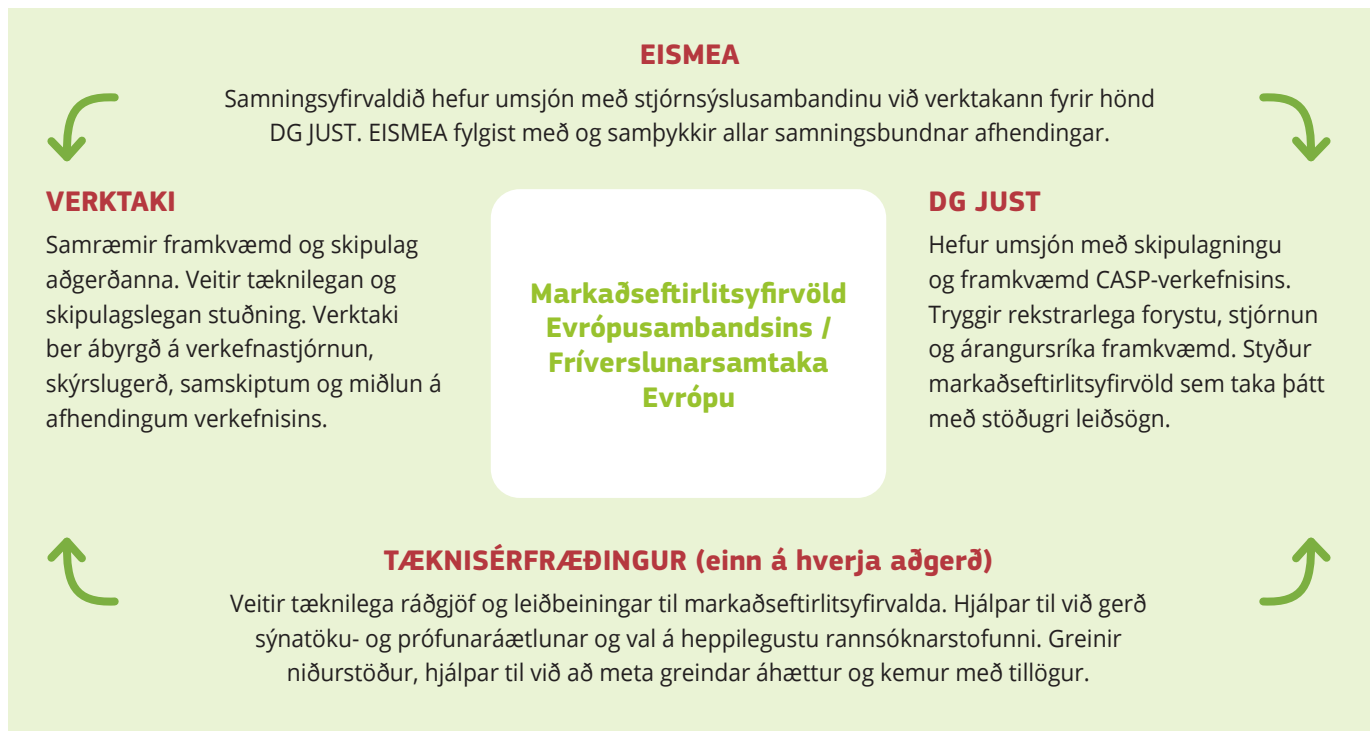 EISMEA
Samningsyfirvaldið hefur umsjón með stjórnsýslusambandinu við verktakann fyrir hönd
DG JUST. EISMEA fylgist með og samþykkir allar samningsbundnar afhendingar.
VERKTAKI
Samræmir framkvæmd og skipulag
aðgerðanna. Veitir tæknilegan og
skipulagslegan stuðning. Verktaki
ber ábyrgð á verkefnastjórnun,
skýrslugerð, samskiptum og miðlun á
afhendingum verkefnisins.
Markaðseftirlitsyfirvöld
Evrópusambandsins /
Fríverslunarsamtaka
Evrópu
DG JUST
Hefur umsjón með skipulagningu
og framkvæmd CASP-verkefnisins.
Tryggir rekstrarlega forystu, stjórnun
og árangursríka framkvæmd. Styður
markaðseftirlitsyfirvöld sem taka þátt
með stöðugri leiðsögn.
TÆKNISÉRFRÆÐINGUR (einn á hverja aðgerð)
Veitir tæknilega ráðgjöf og leiðbeiningar til markaðseftirlitsyfirvalda. Hjálpar til við gerð
sýnatöku- og prófunaráætlunar og val á heppilegustu rannsóknarstofunni. Greinir
niðurstöður, hjálpar til við að meta greindar áhættur og kemur með tillögur.